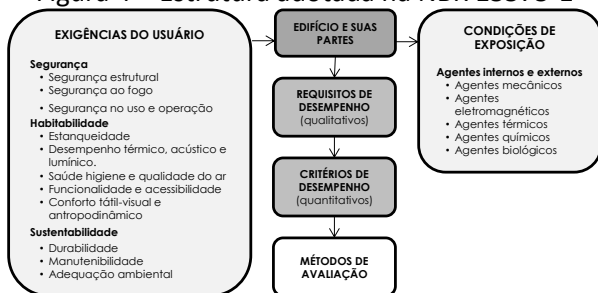 EXIGÊNCIAS DO USUÁRIO
Segurança
• Segurança estrutural
• Segurança ao fogo
• Segurança no uso e operação
Habitabilidade
• Estanqueidade
• Desempenho térmico, acústico e
lumínico.
• Saúde higiene e qualidade do ar
• Funcionalidade e acessibilidade
• Conforto tátil-visual e
antropodinâmico
Sustentabilidade
• Durabilidade
• Manutenibilidade
• Adequação ambiental
EDIFÍCIO E SUAS
PARTES
REQUISITOS DE
DESEMPENHO
(qualitativos)
CRITÉRIOS DE
DESEMPENHO
(quantitativos)
MÉTODOS DE
AVALIAÇÃO
CONDIÇÕES DE
EXPOSIÇÃO
Agentes internos e externos
• Agentes mecânicos
• Agentes
eletromagnéticos
• Agentes térmicos
• Agentes químicos
• Agentes biológicos